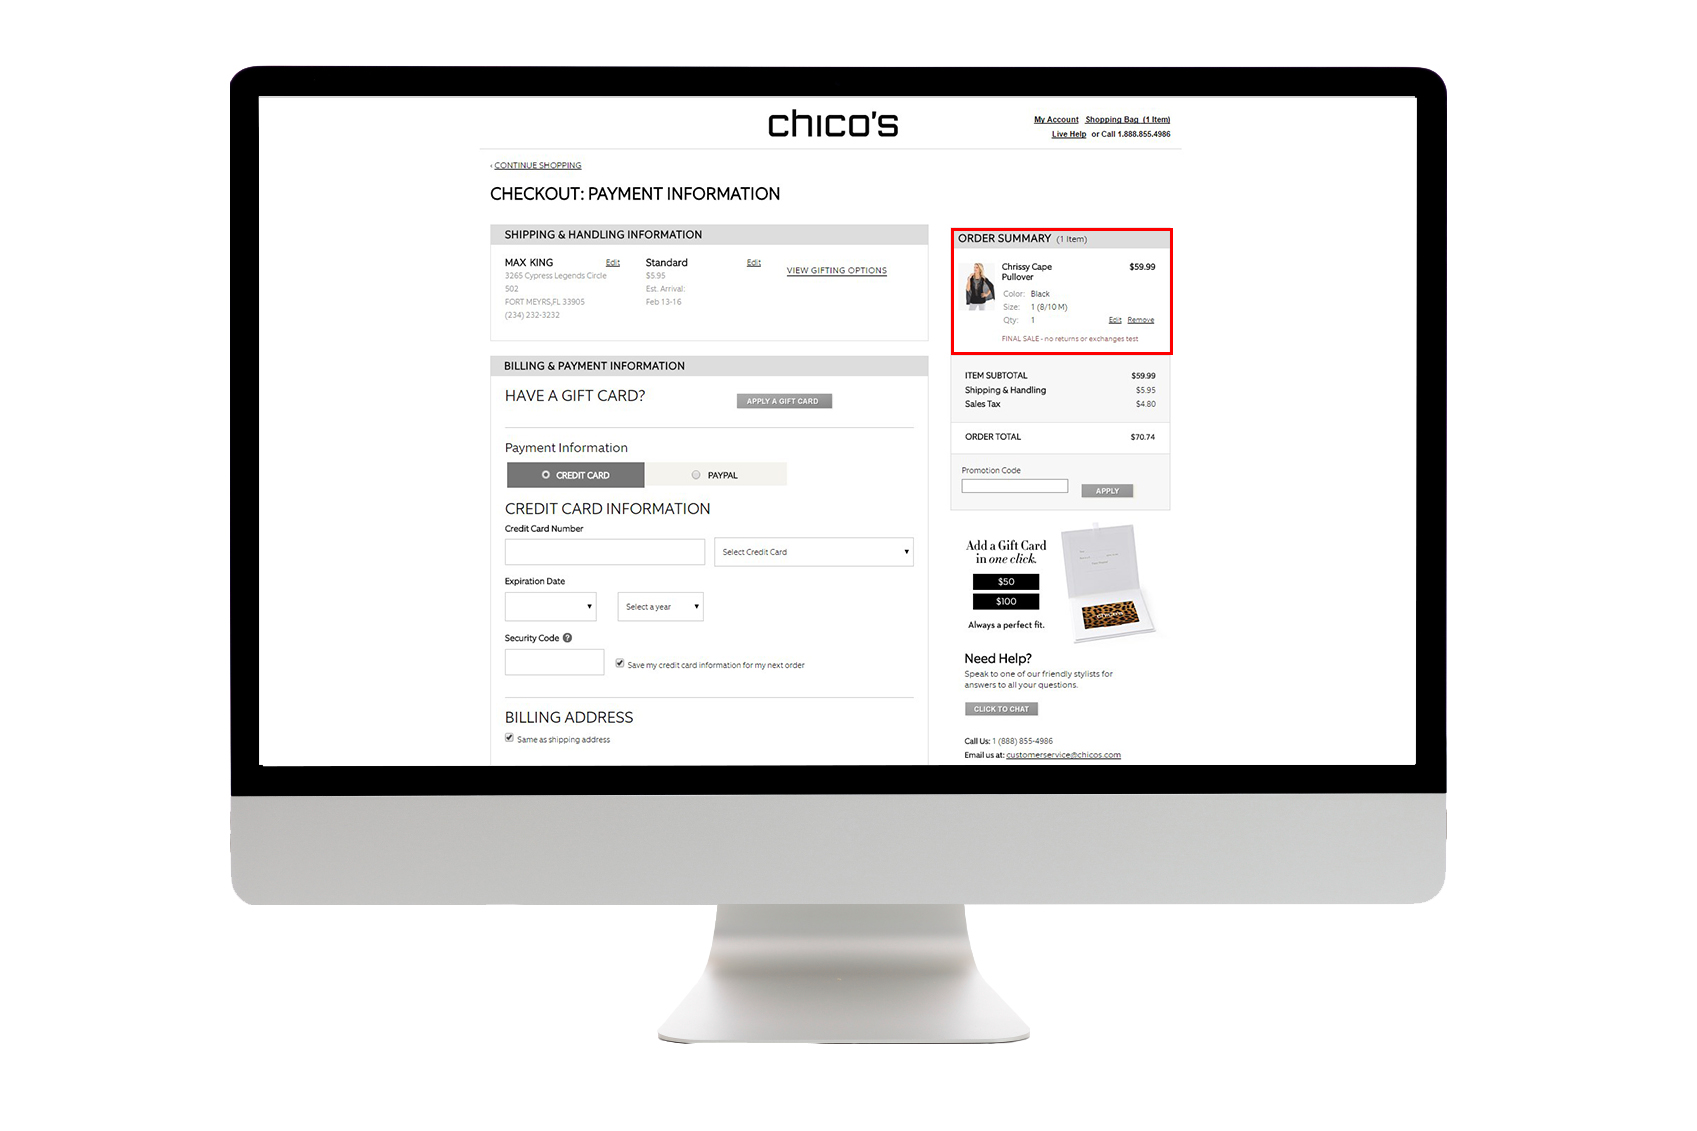 chico's
My Account Shopping Bag (1 Item)
Live Help or Call 1.888.855.4986
‹ CONTINUE SHOPPING
CHECKOUT: PAYMENT INFORMATION
SHIPPING & HANDLING INFORMATION
MAX KING Edit
3265 Cypress Legends Circle
502
FORT MEYRS,FL 33905
(234) 232-3232
Standard Edit
$5.95
Est. Arrival:
Feb 13-16
VIEW GIFTING OPTIONS
BILLING & PAYMENT INFORMATION
HAVE A GIFT CARD?
APPLY A GIFT CARD
Payment Information
CREDIT CARD PAYPAL
CREDIT CARD INFORMATION
Credit Card Number
Select Credit Card
Expiration Date
Select a year
Security Code ?
Save my credit card information for my next order
BILLING ADDRESS
Same as shipping address
ORDER SUMMARY (1 Item)
Chrissy Cape $59.99
Pullover
Color: Black
Size: 1 (8/10 M)
Qty: 1 Edit Remove
FINAL SALE - no returns or exchanges test
ITEM SUBTOTAL $59.99
Shipping & Handling $5.95
Sales Tax $4.80
ORDER TOTAL $70.74
Promotion Code
APPLY
Add a Gift Card
in one click.
$50
$100
Always a perfect fit.
Need Help?
Speak to one of our friendly stylists for
answers to all your questions.
CLICK TO CHAT
Call Us: 1 (888) 855-4986
Email us at: customerservice@chicos.com